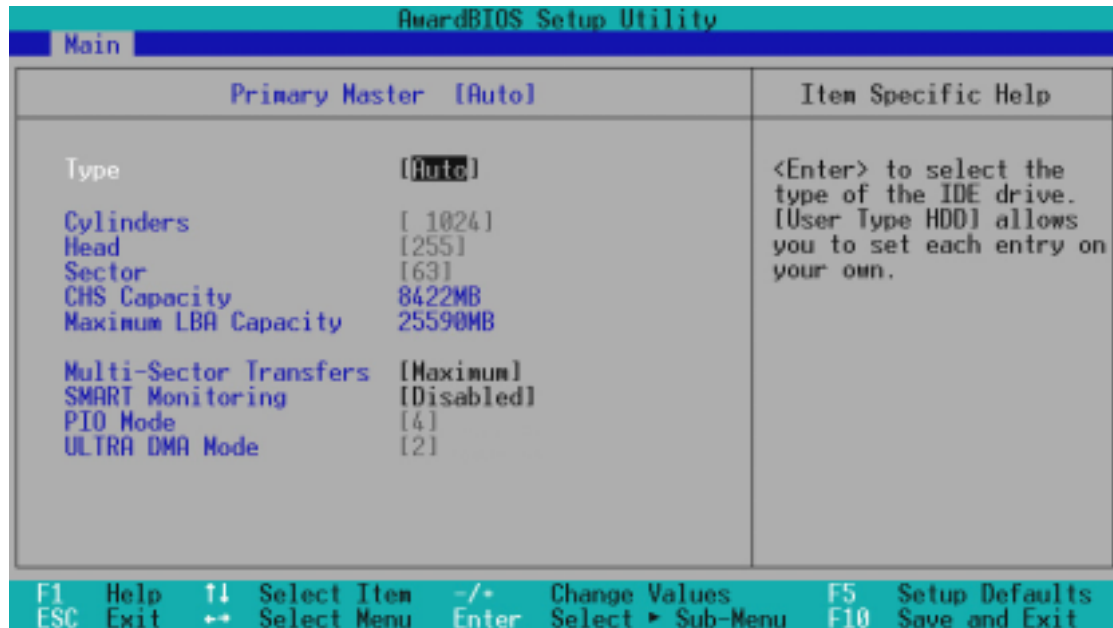 AwardBIOS Setup Utility
Main
Primary Master [Auto]
Item Specific Help
Type [Auto]
Cylinders [ 1024]
Head [255]
Sector [63]
CHS Capacity 8422MB
Maximum LBA Capacity 25590MB
Multi-Sector Transfers [Maximum]
SMART Monitoring [Disabled]
PIO Mode [4]
ULTRA DMA Mode [2]
<Enter> to select the
type of the IDE drive.
[User Type HDD] allows
you to set each entry on
your own.
F1 Help ↑↓ Select Item -/+ Change Values F5 Setup Defaults
ESC Exit ←→ Select Menu Enter Select ► Sub-Menu F10 Save and Exit